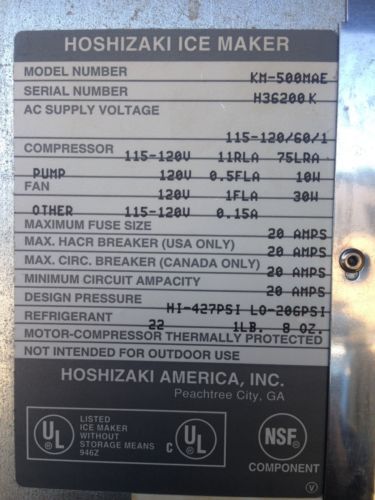 HOSHIZAKI ICE MAKER
MODEL NUMBER KM-500MAE
SERIAL NUMBER H36200K
AC SUPPLY VOLTAGE
115-120/60/1
COMPRESSOR 115-120V 11RLA 75LRA
PUMP 120V 0.5FLA 10W
FAN 120V 1FLA 30W
OTHER 115-120V 0.15A
MAXIMUM FUSE SIZE 20 AMPS
MAX. HACR BREAKER (USA ONLY) 20 AMPS
MAX. CIRC. BREAKER (CANADA ONLY) 20 AMPS
MINIMUM CIRCUIT AMPACITY 20 AMPS
DESIGN PRESSURE HI-427PSI LO-206PSI
REFRIGERANT 22 1LB. 8 OZ.
MOTOR-COMPRESSOR THERMALLY PROTECTED
NOT INTENDED FOR OUTDOOR USE
HOSHIZAKI AMERICA, INC.
Peachtree City, GA
UL LISTED ICE MAKER WITHOUT STORAGE MEANS 946Z
C UL
NSF
COMPONENT
V